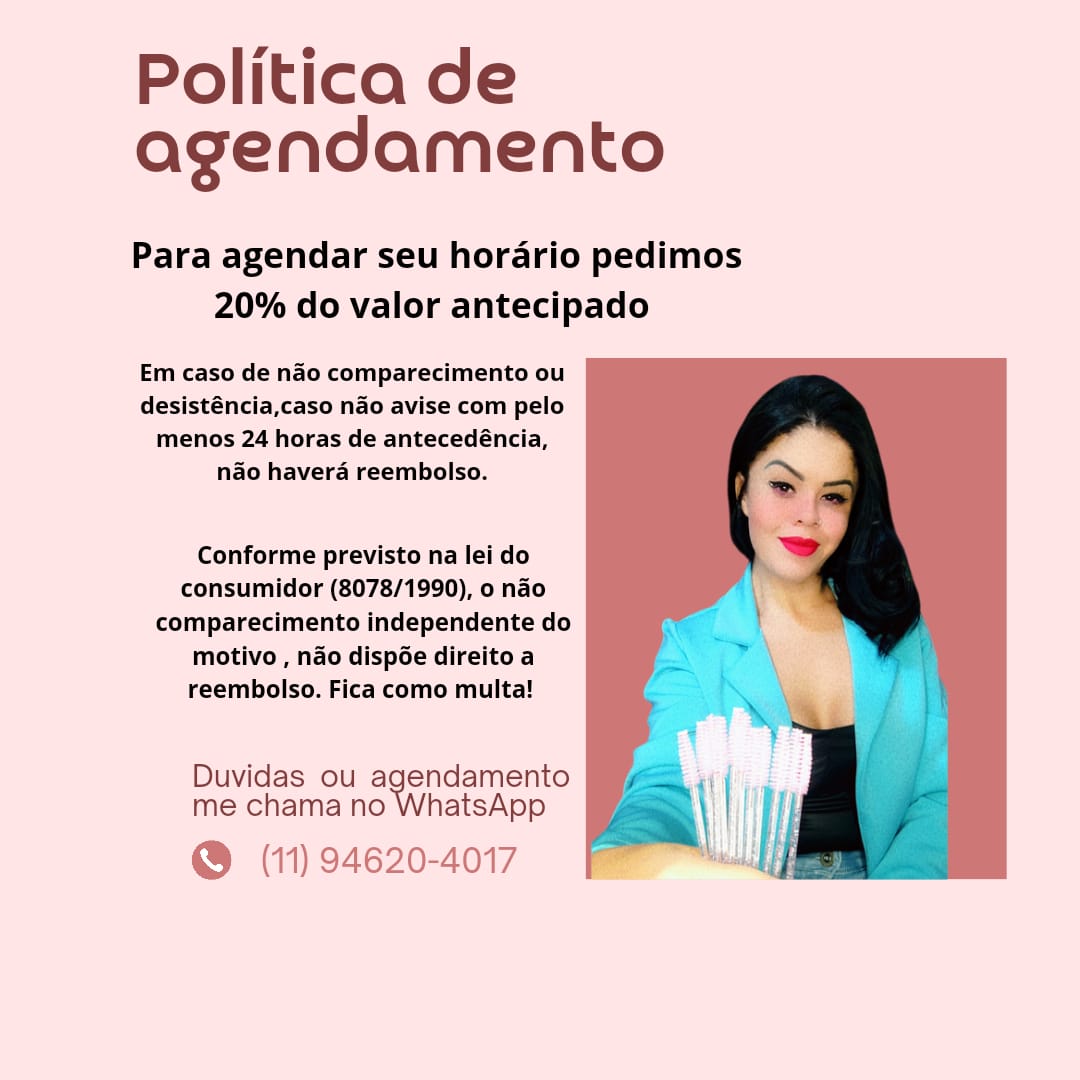 Política de
agendamento
Para agendar seu horário pedimos
20% do valor antecipado
Em caso de não comparecimento ou
desistência,caso não avise com pelo
menos 24 horas de antecedência,
não haverá reembolso.
Conforme previsto na lei do
consumidor (8078/1990), o não
comparecimento independente do
motivo , não dispõe direito a
reembolso. Fica como multa!
Duvidas ou agendamento
me chama no WhatsApp
(11) 94620-4017